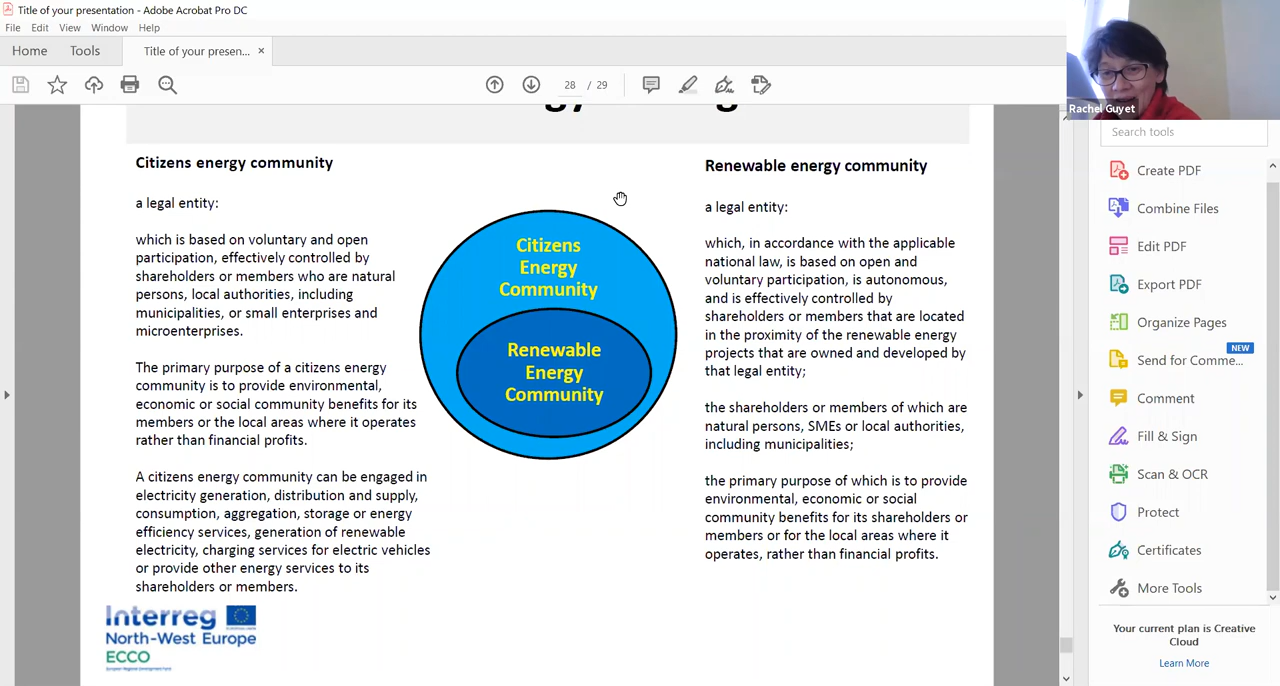 Title of your presentation - Adobe Acrobat Pro DC
File Edit View Window Help
Home Tools Title of your presen... ×
28 / 29
Rachel Guyet
Citizens energy community
a legal entity:
which is based on voluntary and open
participation, effectively controlled by
shareholders or members who are natural
persons, local authorities, including
municipalities, or small enterprises and
microenterprises.
The primary purpose of a citizens energy
community is to provide environmental,
economic or social community benefits for its
members or the local areas where it operates
rather than financial profits.
A citizens energy community can be engaged in
electricity generation, distribution and supply,
consumption, aggregation, storage or energy
efficiency services, generation of renewable
electricity, charging services for electric vehicles
or provide other energy services to its
shareholders or members.
Citizens
Energy
Community
Renewable
Energy
Community
Renewable energy community
a legal entity:
which, in accordance with the applicable
national law, is based on open and
voluntary participation, is autonomous,
and is effectively controlled by
shareholders or members that are located
in the proximity of the renewable energy
projects that are owned and developed by
that legal entity;
the shareholders or members of which are
natural persons, SMEs or local authorities,
including municipalities;
the primary purpose of which is to provide
environmental, economic or social
community benefits for its shareholders or
members or for the local areas where it
operates, rather than financial profits.
Interreg
North-West Europe
ECCO
European Regional Development Fund
Search tools
Create PDF
Combine Files
Edit PDF
Export PDF
Organize Pages
NEW
Send for Comme...
Comment
Fill & Sign
Scan & OCR
Protect
Certificates
More Tools
Your current plan is Creative
Cloud
Learn More